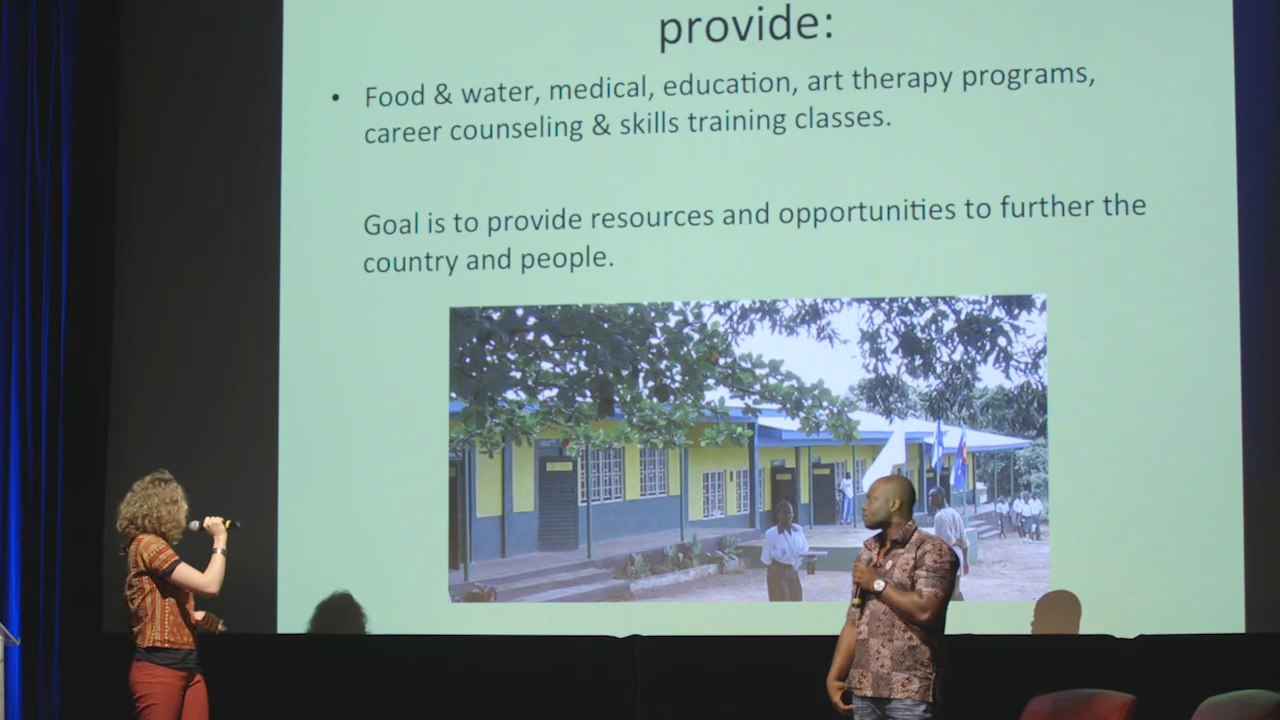 provide:
• Food & water, medical, education, art therapy programs,
career counseling & skills training classes.
Goal is to provide resources and opportunities to further the
country and people.